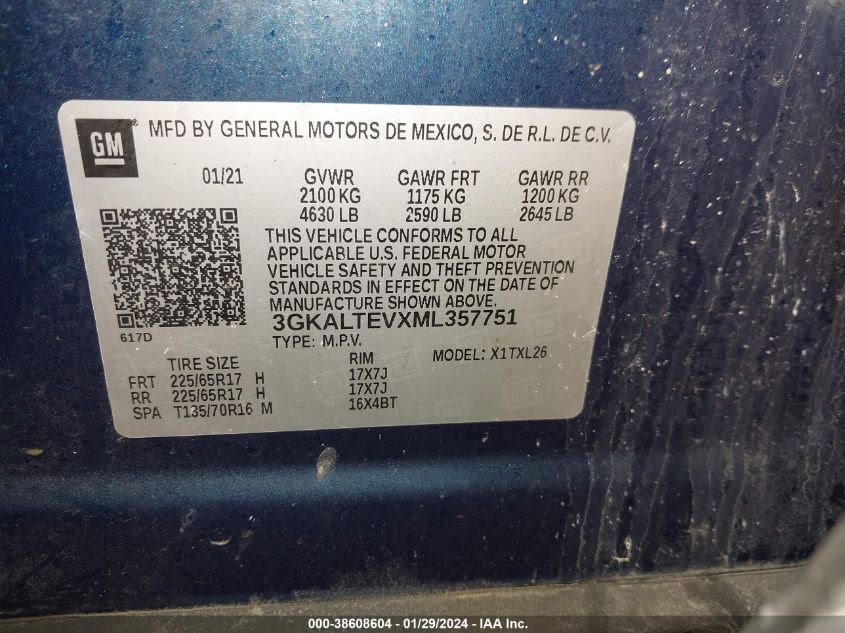 GM ® MFD BY GENERAL MOTORS DE MEXICO, S. DE R.L. DE C.V.
01/21 GVWR GAWR FRT GAWR RR
2100 KG 1175 KG 1200 KG
4630 LB 2590 LB 2645 LB
THIS VEHICLE CONFORMS TO ALL
APPLICABLE U.S. FEDERAL MOTOR
VEHICLE SAFETY AND THEFT PREVENTION
STANDARDS IN EFFECT ON THE DATE OF
MANUFACTURE SHOWN ABOVE.
3GKALTEVXML357751
617D TYPE: M.P.V. MODEL: X1TXL26
TIRE SIZE RIM
FRT 225/65R17 H 17X7J
RR 225/65R17 H 17X7J
SPA T135/70R16 M 16X4BT
000-38608604 - 01/29/2024 - IAA Inc.